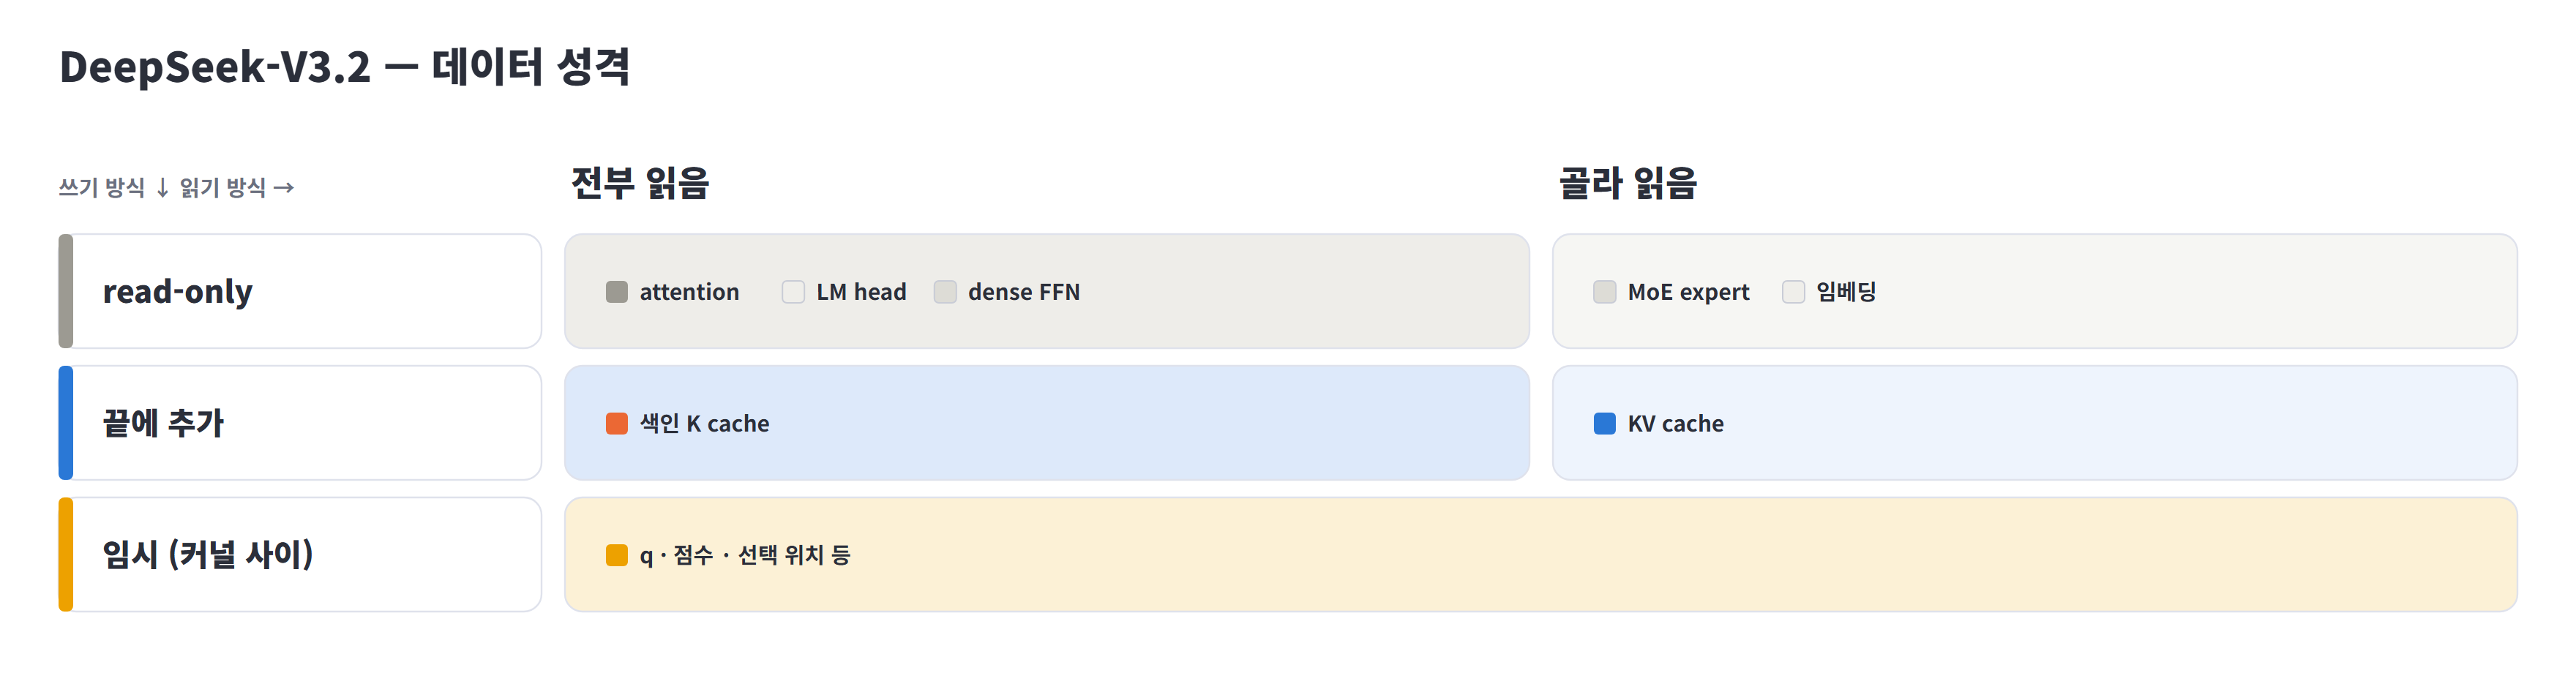 DeepSeek-V3.2 — 데이터 성격
쓰기 방식 ↓ 읽기 방식 → 전부 읽음 골라 읽음
read-only attention LM head dense FFN MoE expert 임베딩
끝에 추가 색인 K cache KV cache
임시 (커널 사이) q · 점수 · 선택 위치 등